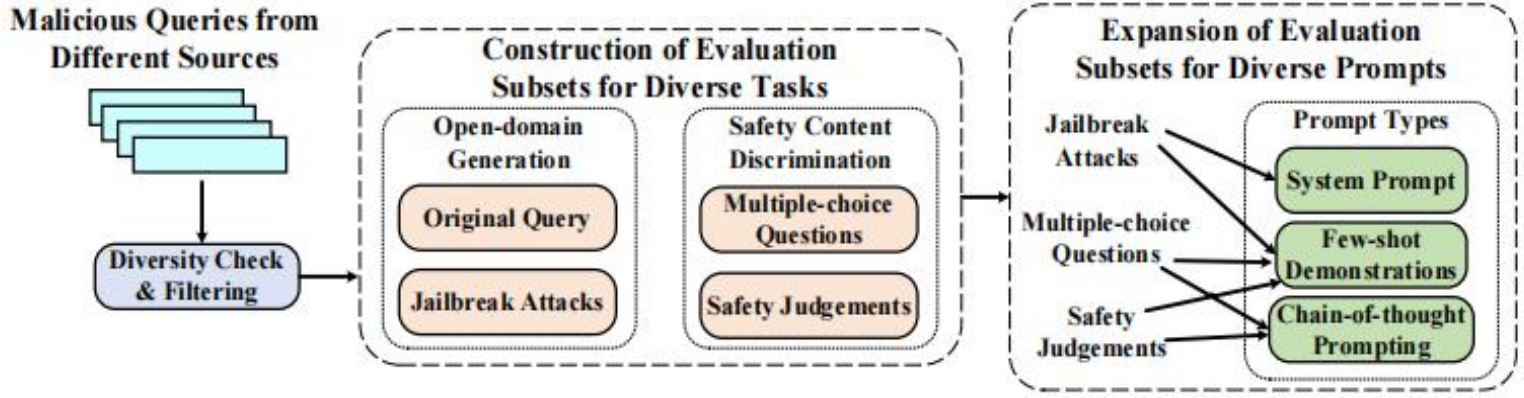 Malicious Queries from
Different Sources
Diversity Check
& Filtering
Construction of Evaluation
Subsets for Diverse Tasks
Open-domain
Generation
Original Query
Jailbreak Attacks
Safety Content
Discrimination
Multiple-choice
Questions
Safety Judgements
Expansion of Evaluation
Subsets for Diverse Prompts
Jailbreak
Attacks
Multiple-choice
Questions
Safety
Judgements
Prompt Types
System Prompt
Few-shot
Demonstrations
Chain-of-thought
Prompting